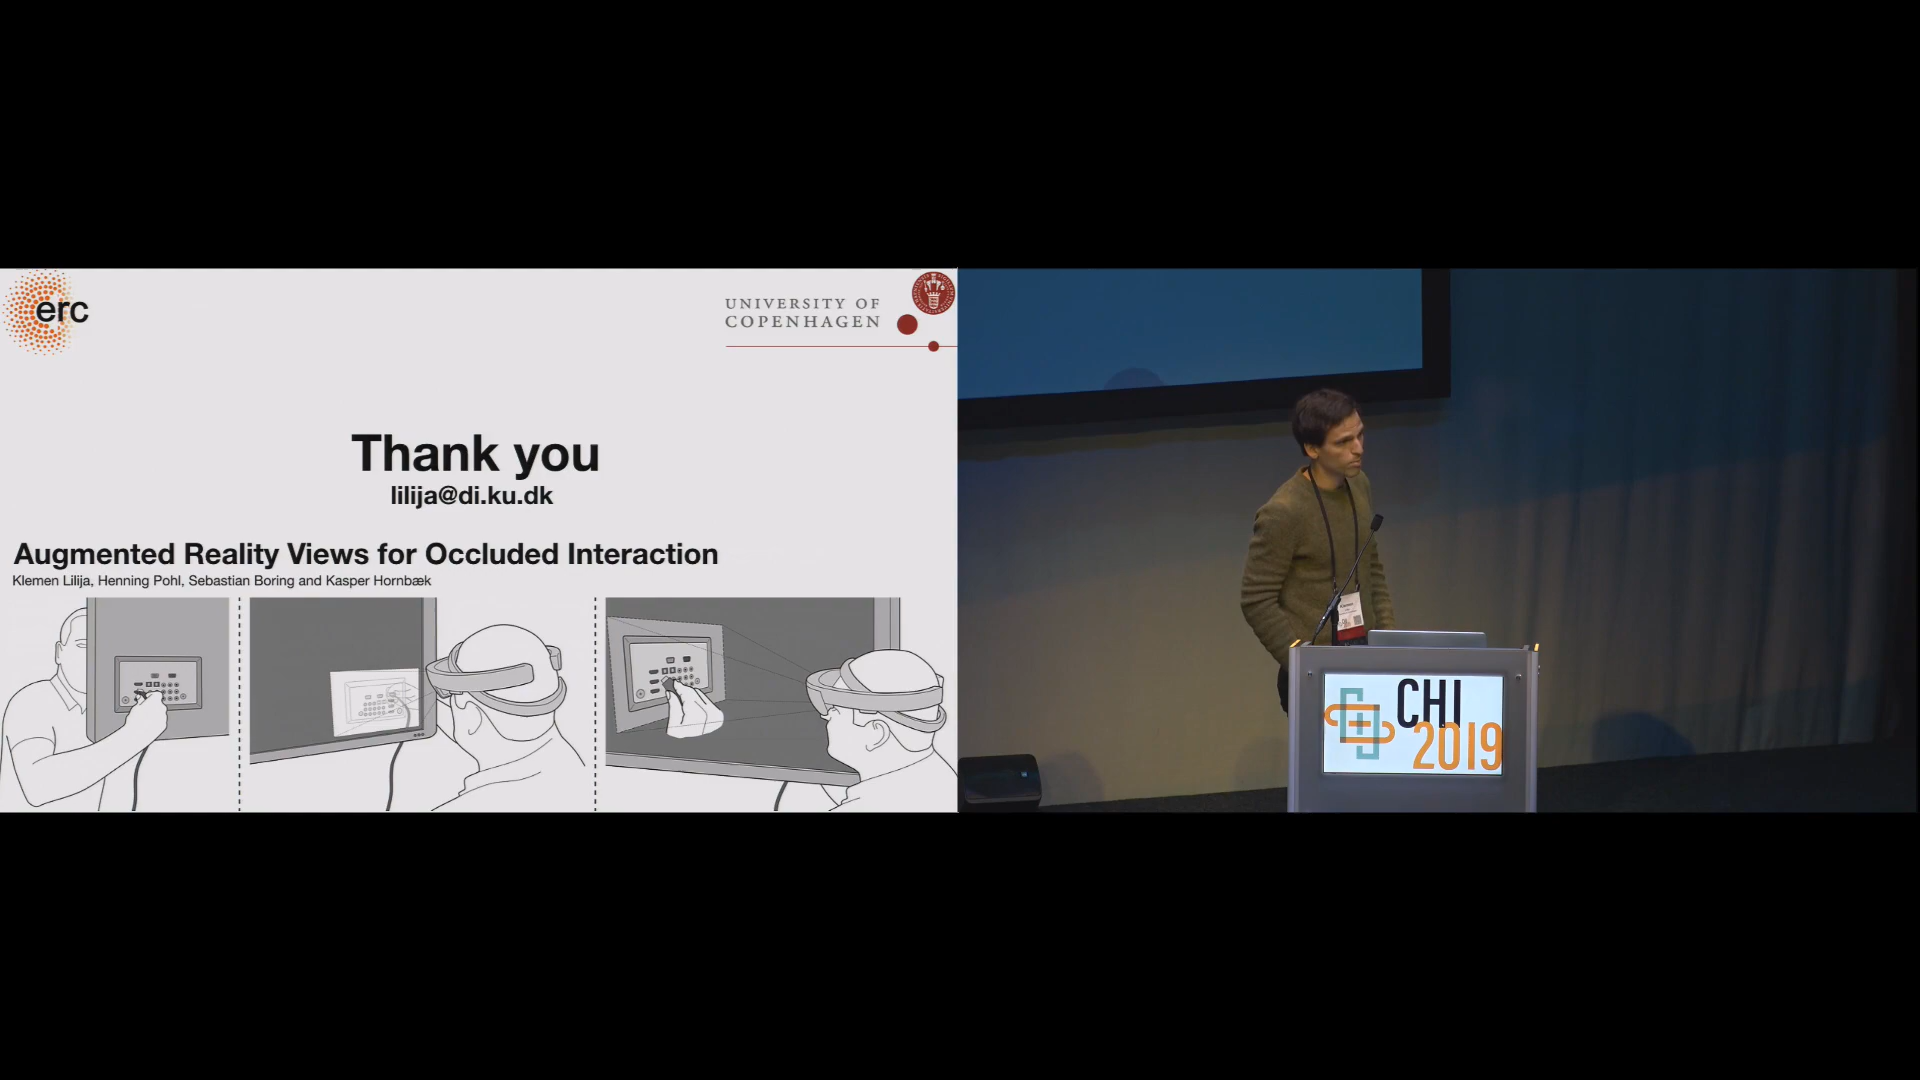 erc
UNIVERSITY OF
COPENHAGEN
Thank you
lilija@di.ku.dk
Augmented Reality Views for Occluded Interaction
Klemen Lilija, Henning Pohl, Sebastian Boring and Kasper Hornbæk
CHI
2019